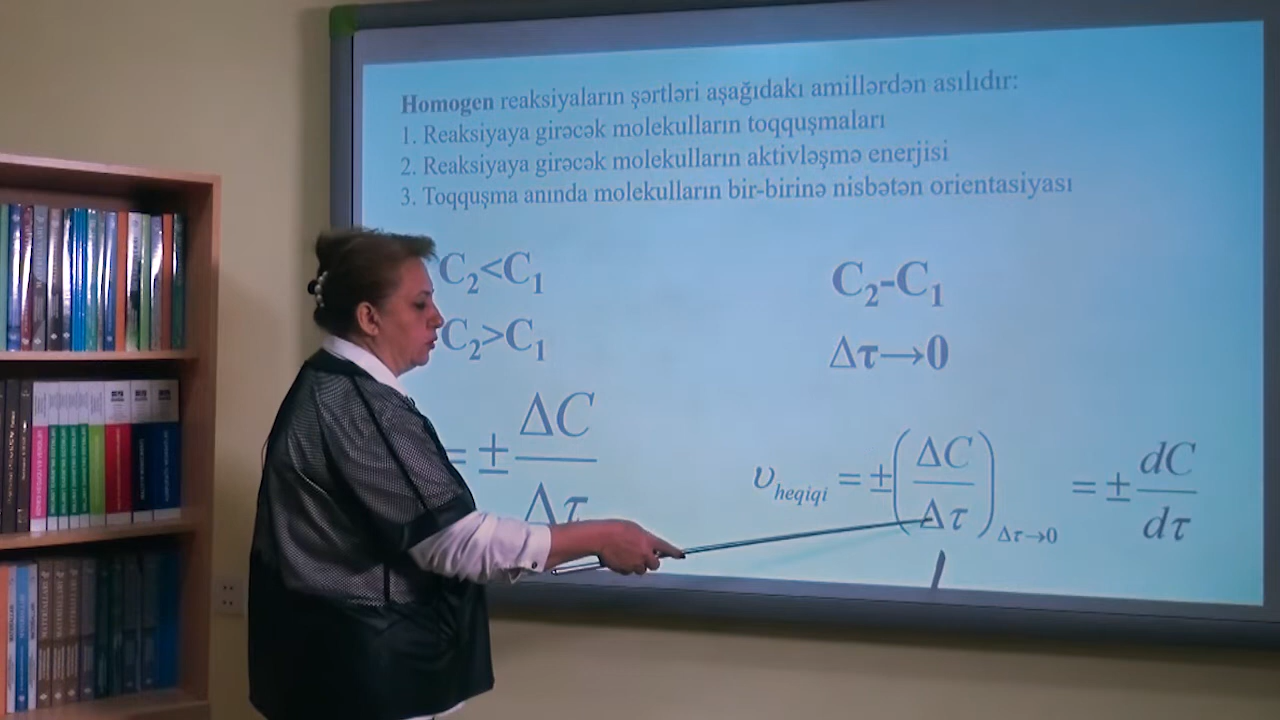 Homogen reaksiyaların şərtləri aşağıdakı amillərdən asılıdır:
1. Reaksiyaya girəcək molekulların toqquşmaları
2. Reaksiyaya girəcək molekulların aktivləşmə enerjisi
3. Toqquşma anında molekulların bir-birinə nisbətən orientasiyası
C₂<C₁
C₂>C₁
= ± ΔC / Δτ
C₂-C₁
Δτ→0
υ_heqiqi = ± (ΔC / Δτ)_Δτ→0 = ± dC / dτ